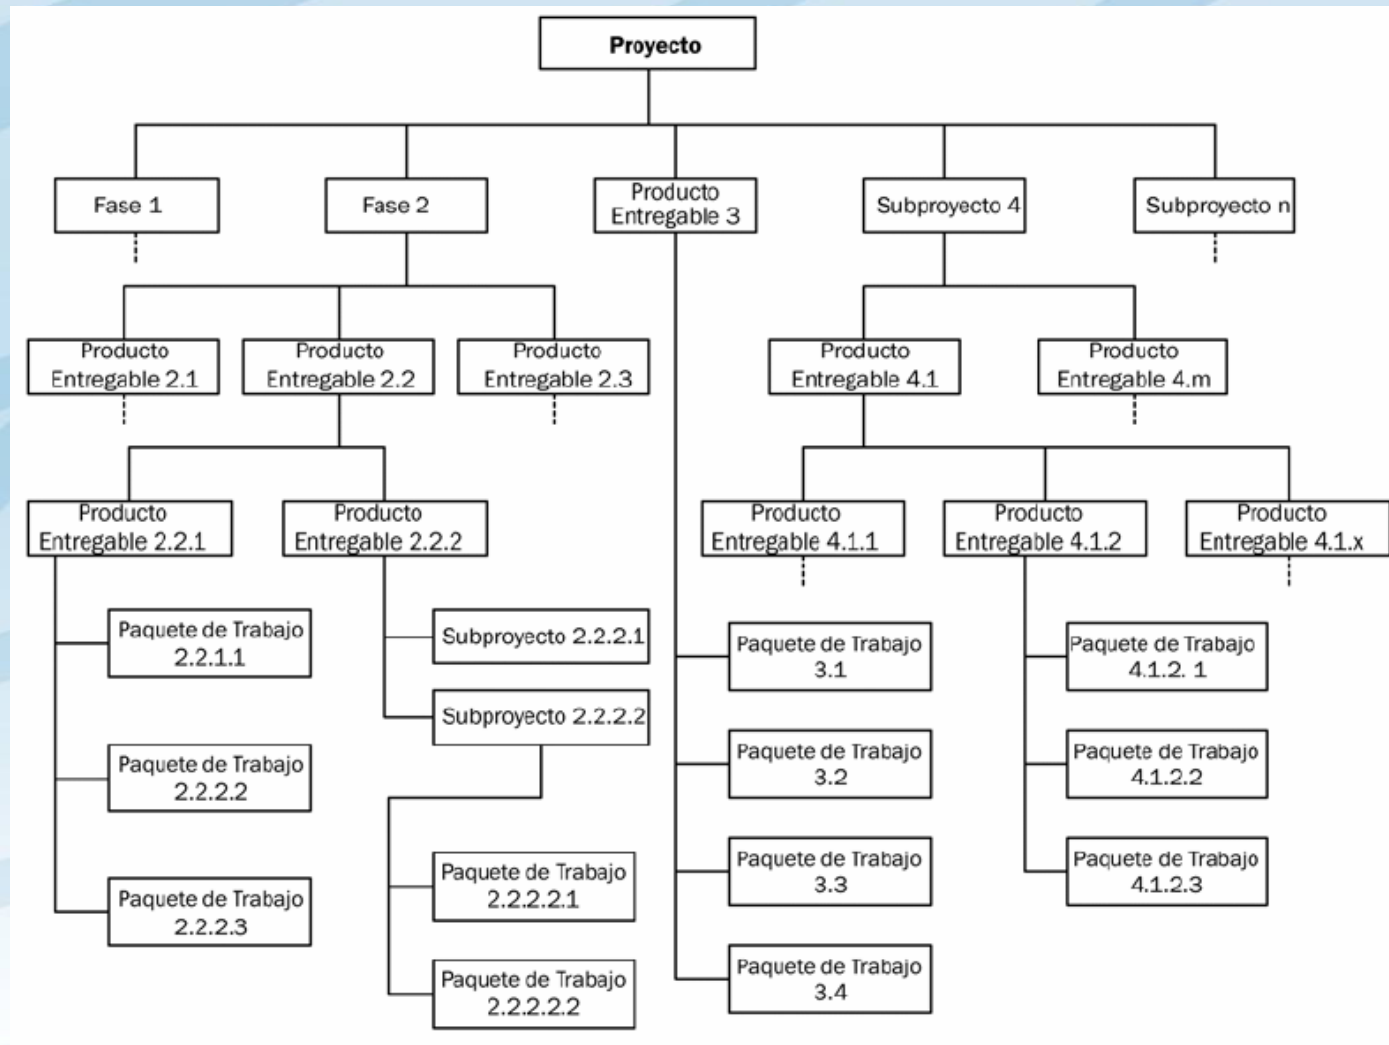 Proyecto
Fase 1
Fase 2
Producto
Entregable 3
Subproyecto 4
Subproyecto n
Producto
Entregable 2.1
Producto
Entregable 2.2
Producto
Entregable 2.3
Producto
Entregable 4.1
Producto
Entregable 4.m
Producto
Entregable 2.2.1
Producto
Entregable 2.2.2
Producto
Entregable 4.1.1
Producto
Entregable 4.1.2
Producto
Entregable 4.1.x
Paquete de Trabajo
2.2.1.1
Subproyecto 2.2.2.1
Paquete de Trabajo
3.1
Paquete de Trabajo
4.1.2. 1
Subproyecto 2.2.2.2
Paquete de Trabajo
2.2.2.2
Paquete de Trabajo
3.2
Paquete de Trabajo
4.1.2.2
Paquete de Trabajo
2.2.2.3
Paquete de Trabajo
2.2.2.2.1
Paquete de Trabajo
3.3
Paquete de Trabajo
4.1.2.3
Paquete de Trabajo
2.2.2.2.2
Paquete de Trabajo
3.4